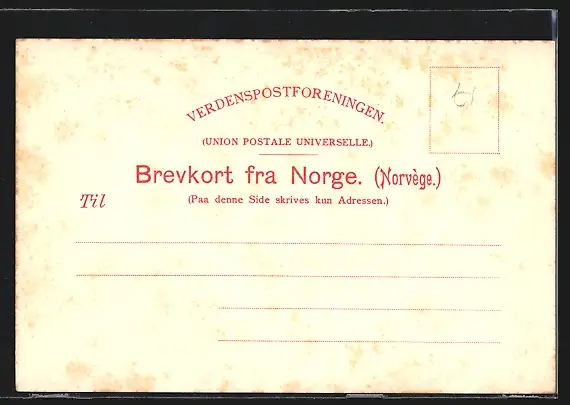 VERDENSPOSTFORENINGEN.
(UNION POSTALE UNIVERSELLE.)
Brevkort fra Norge. (Norvège.)
Til
(Paa denne Side skrives kun Adressen.)